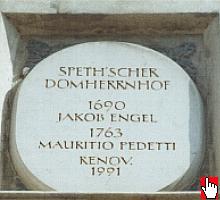 SPETH'SCHER
DOMHERRNHOF
1690
JAKOB ENGEL
1763
MAURITIO PEDETTI
RENOV.
1991